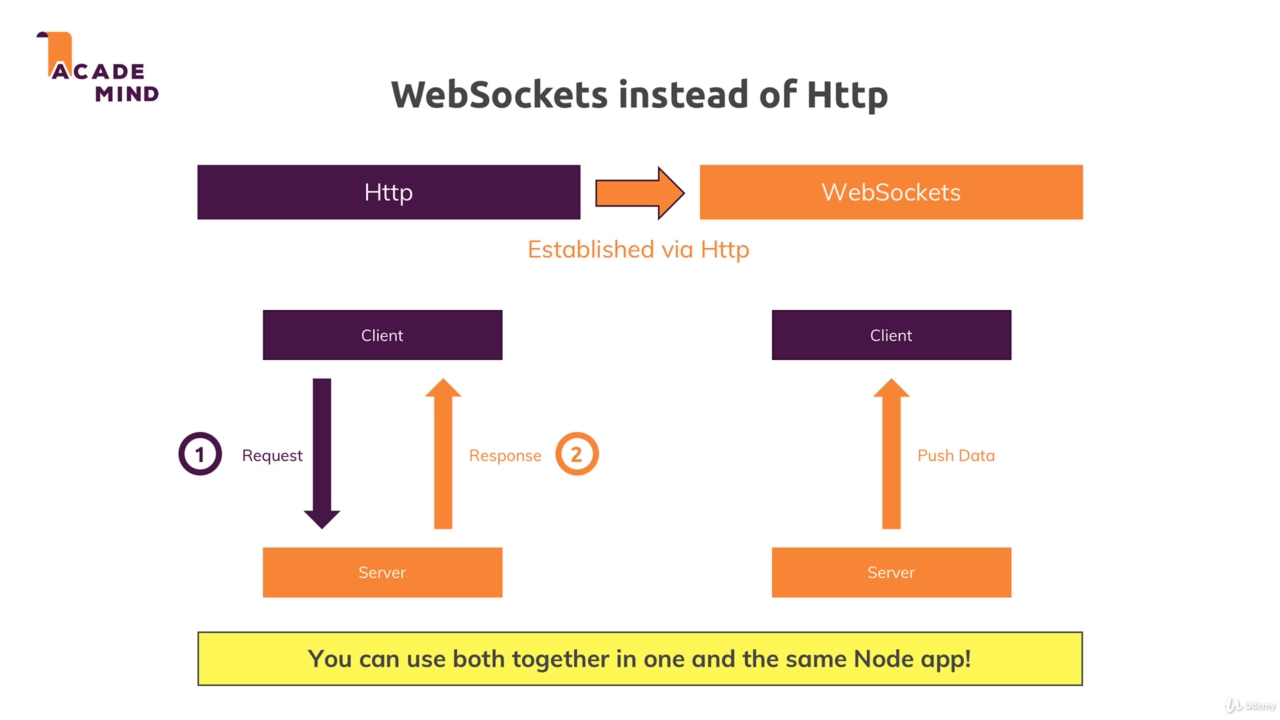 ACADE
MIND
WebSockets instead of Http
Http
WebSockets
Established via Http
Client
Client
1
Request
Response
2
Push Data
Server
Server
You can use both together in one and the same Node app!
Udemy